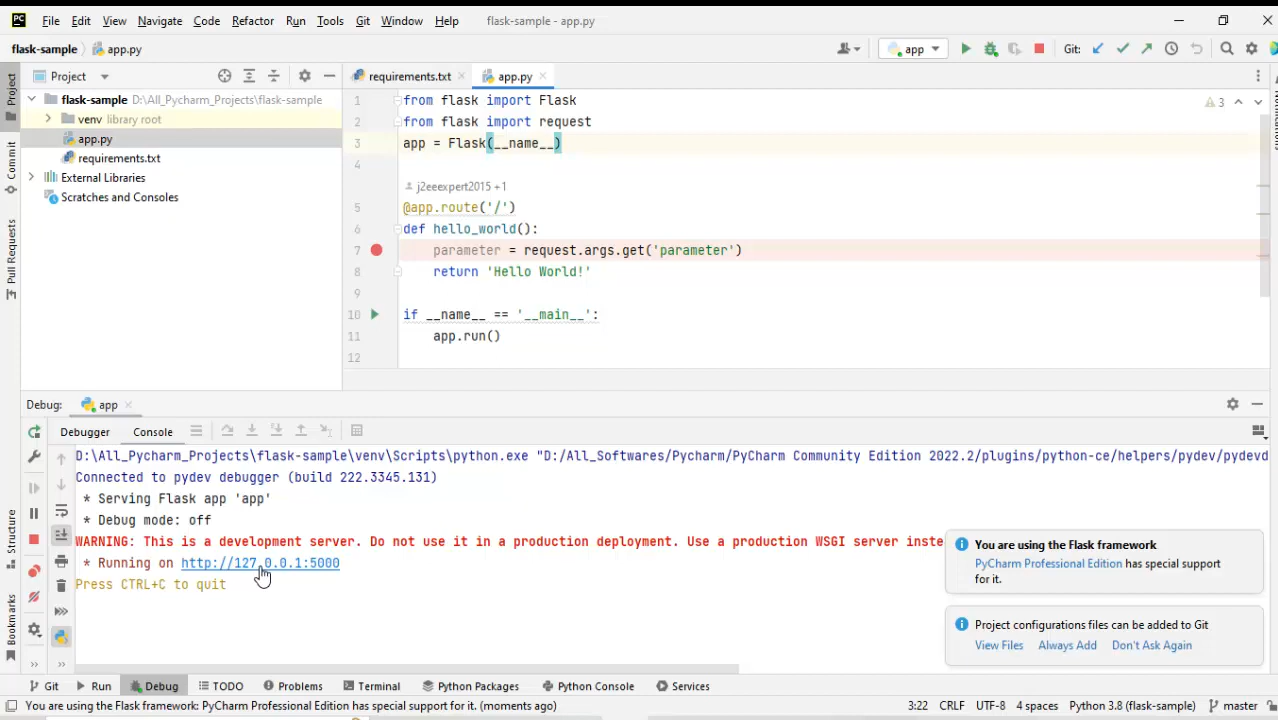 PC File Edit View Navigate Code Refactor Run Tools Git Window Help flask-sample - app.py
flask-sample app.py app Git:
Project requirements.txt app.py
Project
Commit
Pull Requests
Structure
Bookmarks
flask-sample D:\All_Pycharm_Projects\flask-sample
venv library root
app.py
requirements.txt
External Libraries
Scratches and Consoles
3
1 from flask import Flask
2 from flask import request
3 app = Flask(__name__)
4
j2eeexpert2015 +1
5 @app.route('/')
6 def hello_world():
7 parameter = request.args.get('parameter')
8 return 'Hello World!'
9
10 if __name__ == '__main__':
11 app.run()
12
Debug: app
Debugger Console
D:\All_Pycharm_Projects\flask-sample\venv\Scripts\python.exe "D:/All_Softwares/Pycharm/PyCharm Community Edition 2022.2/plugins/python-ce/helpers/pydev/pydevd
Connected to pydev debugger (build 222.3345.131)
* Serving Flask app 'app'
* Debug mode: off
WARNING: This is a development server. Do not use it in a production deployment. Use a production WSGI server inste
* Running on http://127.0.0.1:5000
Press CTRL+C to quit
You are using the Flask framework
PyCharm Professional Edition has special support
for it.
Project configurations files can be added to Git
View Files Always Add Don't Ask Again
Git Run Debug TODO Problems Terminal Python Packages Python Console Services
You are using the Flask framework: PyCharm Professional Edition has special support for it. (moments ago) 3:22 CRLF UTF-8 4 spaces Python 3.8 (flask-sample) master